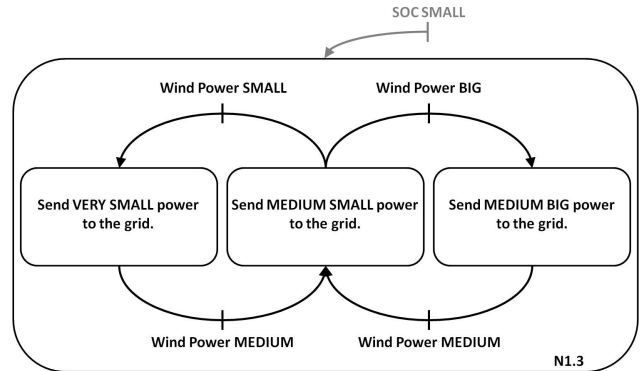 SOC SMALL
Wind Power SMALL
Wind Power BIG
Send VERY SMALL power
to the grid.
Send MEDIUM SMALL power
to the grid.
Send MEDIUM BIG power
to the grid.
Wind Power MEDIUM
Wind Power MEDIUM
N1.3